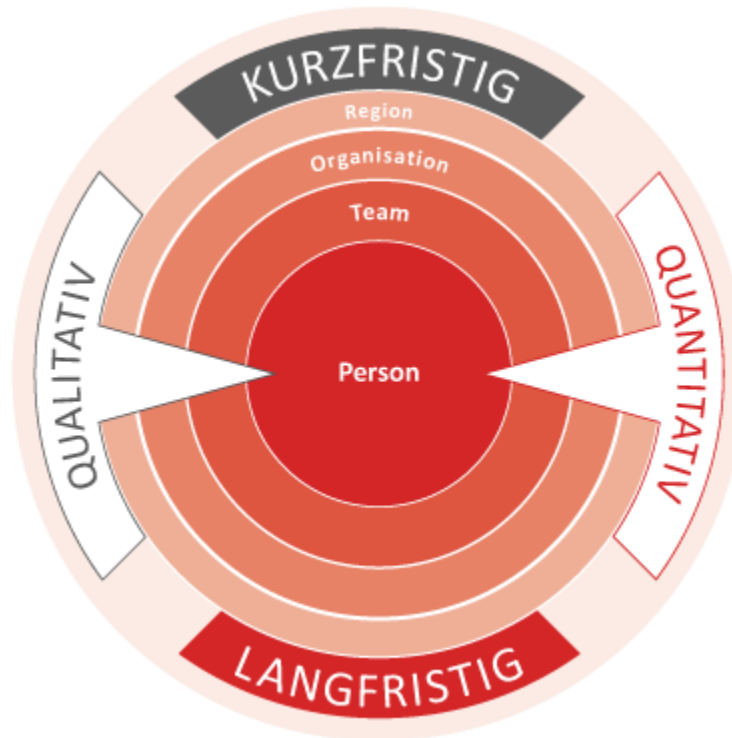 KURZFRISTIG
Region
Organisation
Team
QUALITATIV
Person
QUANTITATIV
LANGFRISTIG